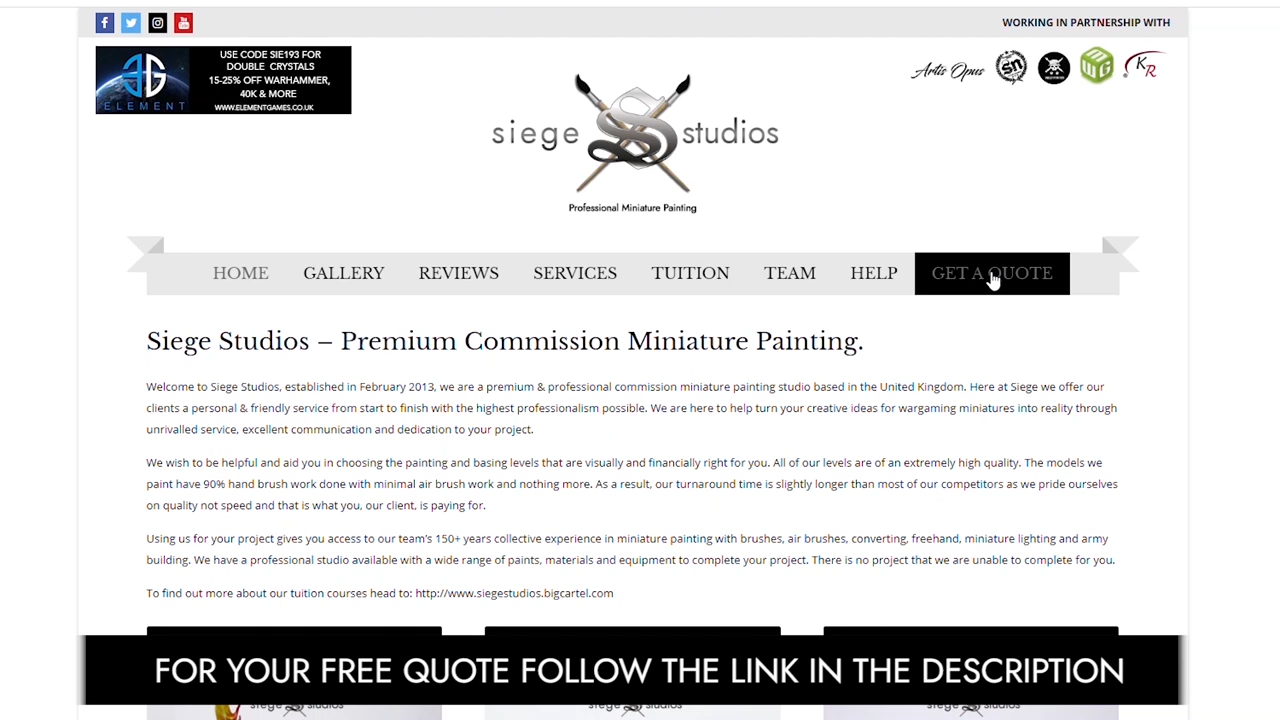 WORKING IN PARTNERSHIP WITH
USE CODE SIE193 FOR
DOUBLE CRYSTALS
15-25% OFF WARHAMMER,
40K & MORE
WWW.ELEMENTGAMES.CO.UK
ELEMENT
Artis Opus
sn
MWG
KR
siege S studios
Professional Miniature Painting
HOME GALLERY REVIEWS SERVICES TUITION TEAM HELP GET A QUOTE
Siege Studios – Premium Commission Miniature Painting.
Welcome to Siege Studios, established in February 2013, we are a premium & professional commission miniature painting studio based in the United Kingdom. Here at Siege we offer our
clients a personal & friendly service from start to finish with the highest professionalism possible. We are here to help turn your creative ideas for wargaming miniatures into reality through
unrivalled service, excellent communication and dedication to your project.
We wish to be helpful and aid you in choosing the painting and basing levels that are visually and financially right for you. All of our levels are of an extremely high quality. The models we
paint have 90% hand brush work done with minimal air brush work and nothing more. As a result, our turnaround time is slightly longer than most of our competitors as we pride ourselves
on quality not speed and that is what you, our client, is paying for.
Using us for your project gives you access to our team's 150+ years collective experience in miniature painting with brushes, air brushes, converting, freehand, miniature lighting and army
building. We have a professional studio available with a wide range of paints, materials and equipment to complete your project. There is no project that we are unable to complete for you.
To find out more about our tuition courses head to: http://www.siegestudios.bigcartel.com
FOR YOUR FREE QUOTE FOLLOW THE LINK IN THE DESCRIPTION
siege studios siege studios siege studios